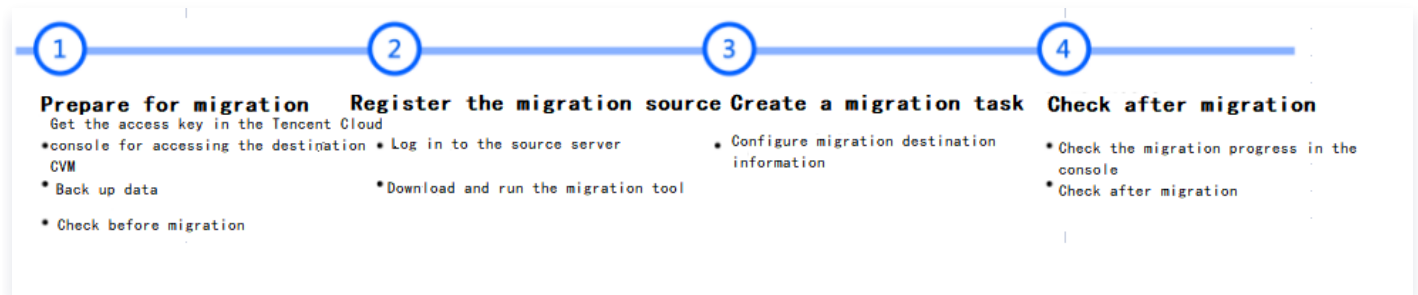 1
2
3
4
Prepare for migration
Get the access key in the Tencent Cloud
•console for accessing the destination
CVM
• Back up data
• Check before migration
Register the migration source
• Log in to the source server
•Download and run the migration tool
Create a migration task
• Configure migration destination
information
Check after migration
• Check the migration progress in the
console
• Check after migration